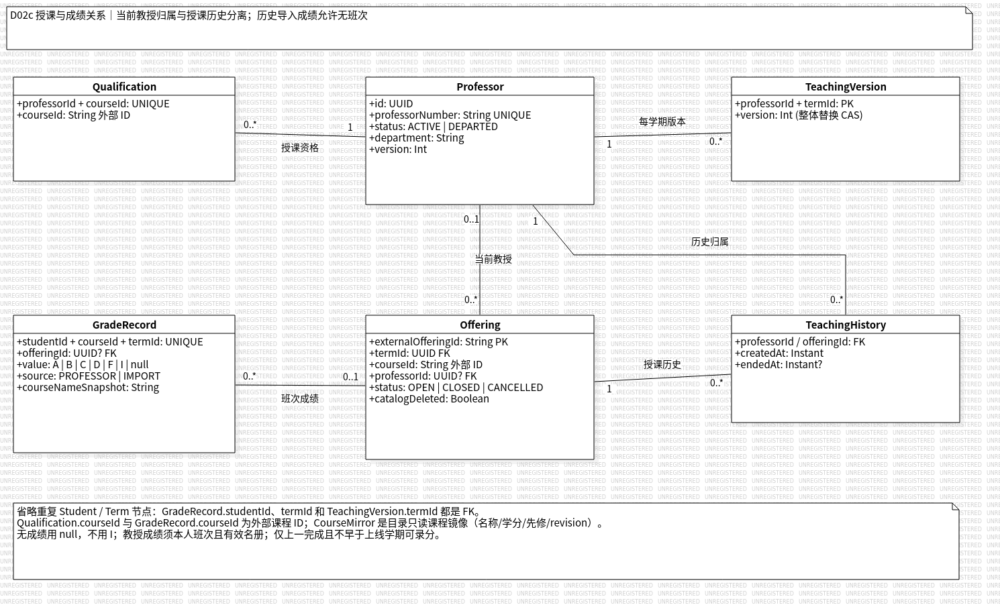 D02c 授课与成绩关系｜当前教授归属与授课历史分离；历史导入成绩允许无班次
Qualification
+professorId + courseId: UNIQUE
+courseId: String 外部 ID
Professor
+id: UUID
+professorNumber: String UNIQUE
+status: ACTIVE | DEPARTED
+department: String
+version: Int
TeachingVersion
+professorId + termId: PK
+version: Int (整体替换 CAS)
0..*
1
授课资格
每学期版本
1
0..*
0..1
当前教授
0..*
1
历史归属
0..*
GradeRecord
+studentId + courseId + termId: UNIQUE
+offeringId: UUID? FK
+value: A | B | C | D | F | I | null
+source: PROFESSOR | IMPORT
+courseNameSnapshot: String
Offering
+externalOfferingId: String PK
+termId: UUID FK
+courseId: String 外部 ID
+professorId: UUID? FK
+status: OPEN | CLOSED | CANCELLED
+catalogDeleted: Boolean
TeachingHistory
+professorId / offeringId: FK
+createdAt: Instant
+endedAt: Instant?
0..*
0..1
班次成绩
授课历史
1
0..*
省略重复 Student / Term 节点：GradeRecord.studentId、termId 和 TeachingVersion.termId 都是 FK。
Qualification.courseId 与 GradeRecord.courseId 为外部课程 ID；CourseMirror 是目录只读课程镜像（名称/学分/先修/revision）。
无成绩用 null，不用 I；教授成绩须本人班次且有效名册；仅上一完成且不早于上线学期可录分。
UNREGISTERED